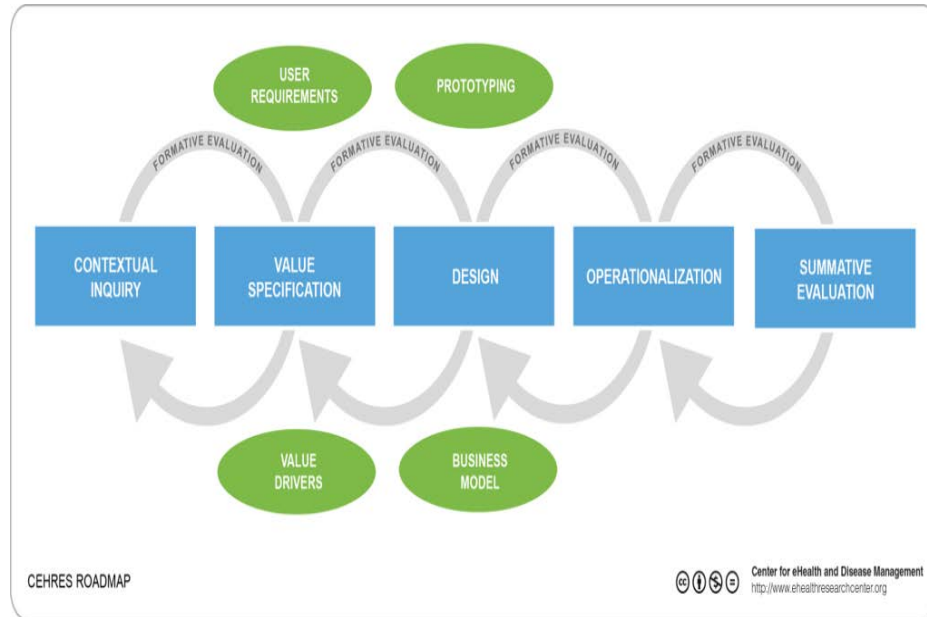 USER
REQUIREMENTS
PROTOTYPING
FORMATIVE EVALUATION
FORMATIVE EVALUATION
FORMATIVE EVALUATION
FORMATIVE EVALUATION
CONTEXTUAL
INQUIRY
VALUE
SPECIFICATION
DESIGN
OPERATIONALIZATION
SUMMATIVE
EVALUATION
VALUE
DRIVERS
BUSINESS
MODEL
CEHRES ROADMAP
cc
Center for eHealth and Disease Management
http://www.ehealthresearchcenter.org